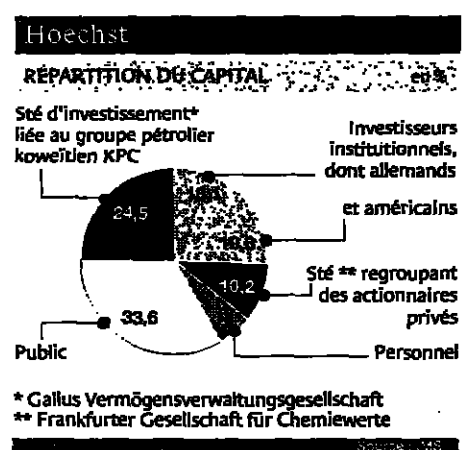 Hoechst
RÉPARTITION DU CAPITAL en %
Sté d'investissement*
liée au groupe pétrolier
koweïtien KPC
Investisseurs
institutionnels,
dont allemands
et américains
24,5
10,2
Sté ** regroupant
des actionnaires
privés
33,6
Public
Personnel
* Gallus Vermögensverwaltungsgesellschaft
** Frankfurter Gesellschaft für Chemiewerte
Source :